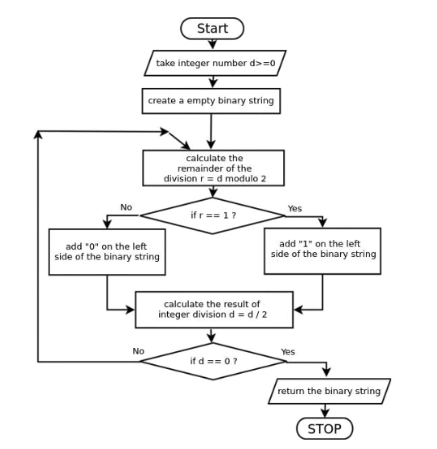 Start
take integer number d>=0
create a empty binary string
calculate the
remainder of the
division r = d modulo 2
No
if r == 1 ?
Yes
add "0" on the left
side of the binary string
add "1" on the left
side of the binary string
calculate the result of
integer division d = d / 2
No
if d == 0 ?
Yes
return the binary string
STOP